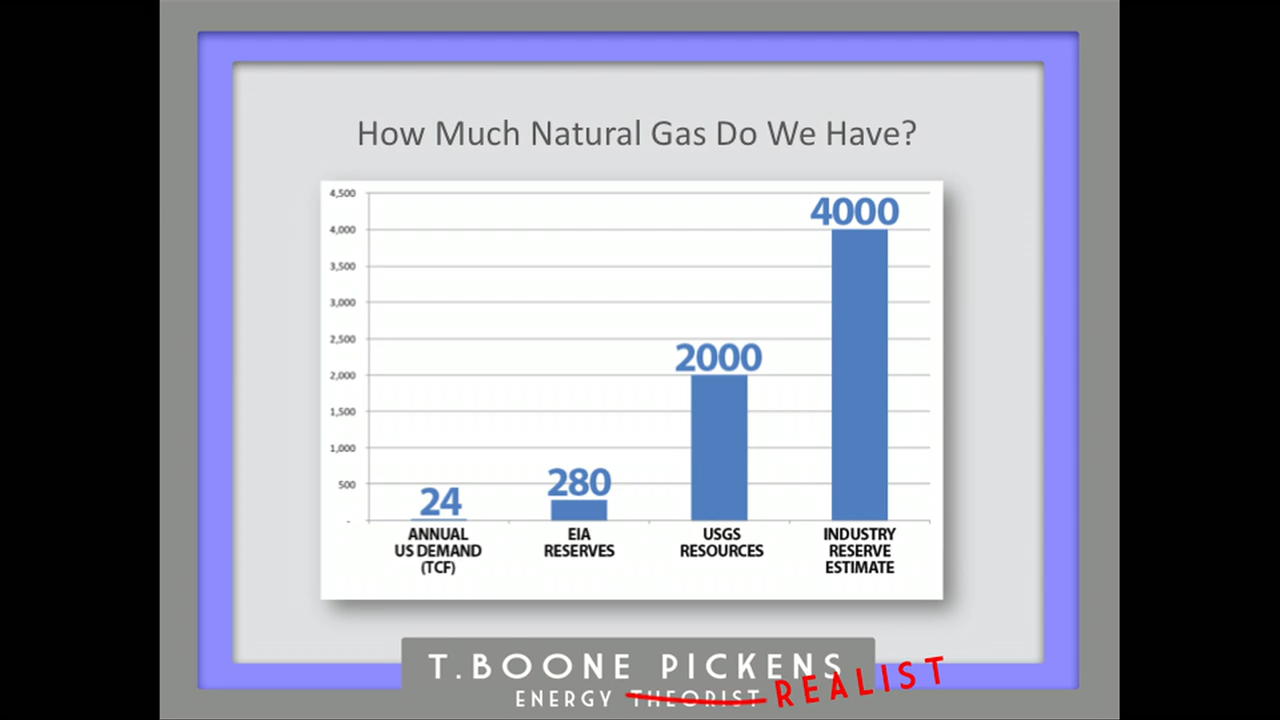 How Much Natural Gas Do We Have?
4,500
4,000
3,500
3,000
2,500
2,000
1,500
1,000
500
-
24
280
2000
4000
ANNUAL
US DEMAND
(TCF)
EIA
RESERVES
USGS
RESOURCES
INDUSTRY
RESERVE
ESTIMATE
T.BOONE PICKENS
ENERGY THEORIST REALIST